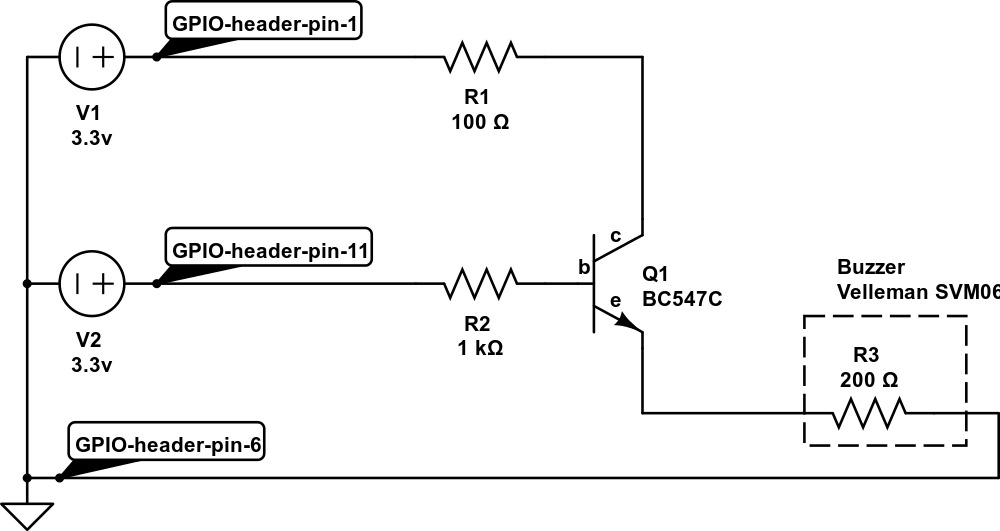 GPIO-header-pin-1
V1
3.3v
R1
100 Ω
GPIO-header-pin-11
V2
3.3v
R2
1 kΩ
c
b
e
Q1
BC547C
Buzzer
Velleman SVM06
R3
200 Ω
GPIO-header-pin-6